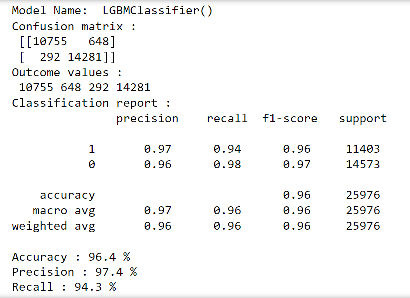 Model Name:  LGBMClassifier()
Confusion matrix :
[[10755   648]
[  292 14281]]
Outcome values :
10755 648 292 14281
Classification report :
precision    recall  f1-score   support
1       0.97      0.94      0.96     11403
0       0.96      0.98      0.97     14573
accuracy                           0.96     25976
macro avg       0.97      0.96      0.96     25976
weighted avg       0.96      0.96      0.96     25976
Accuracy : 96.4 %
Precision : 97.4 %
Recall : 94.3 %